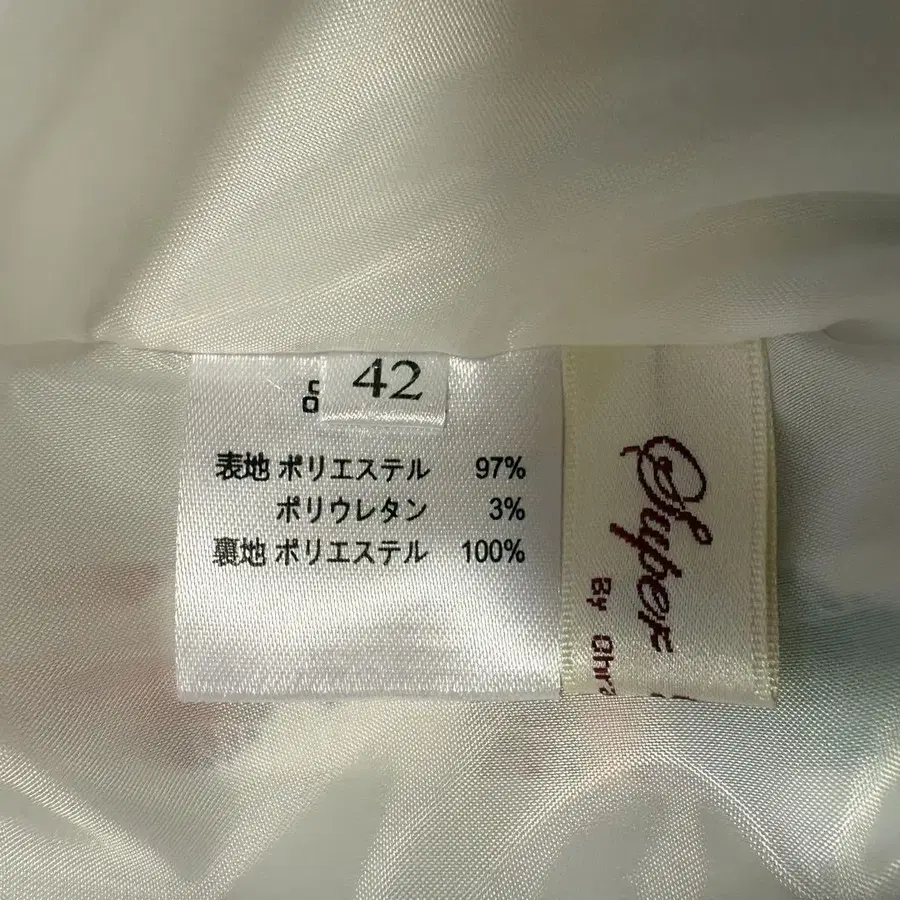 42
表地 ポリエステル 97%
ポリウレタン 3%
裏地 ポリエステル 100%
Super
By